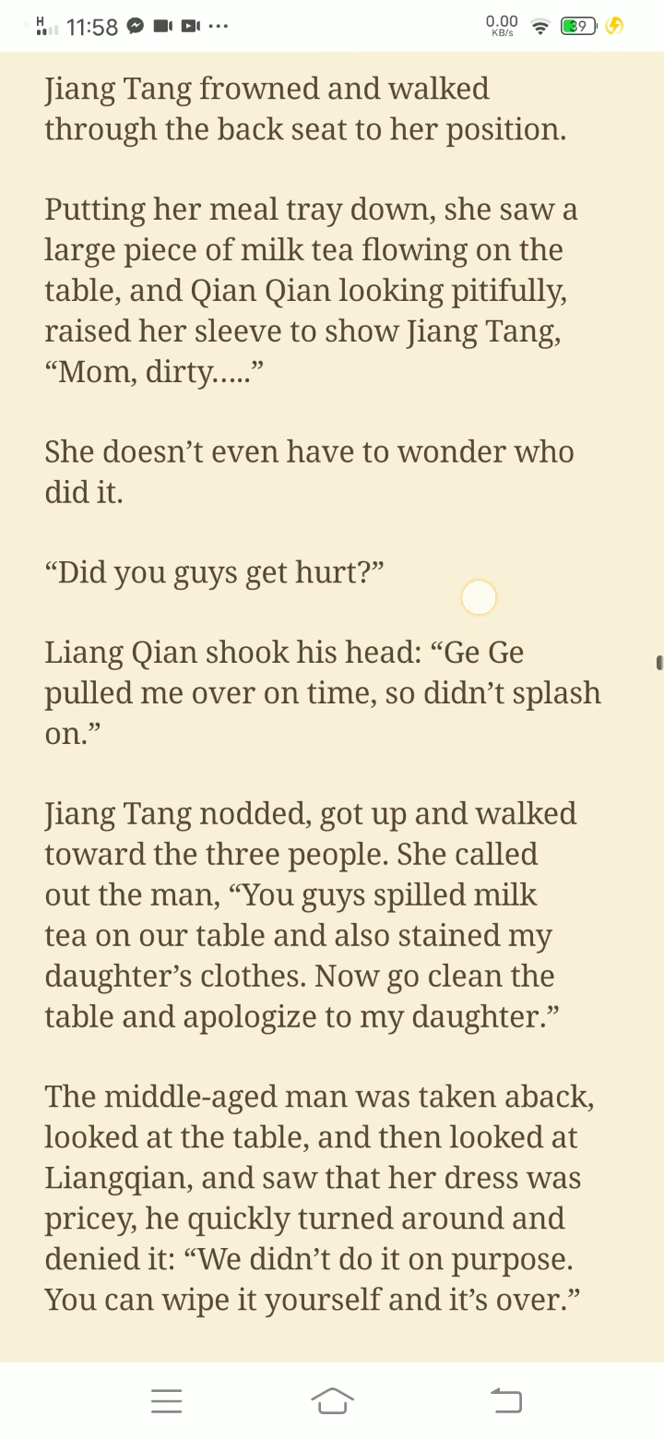 H
11:58
0.00
KB/s
39
Jiang Tang frowned and walked
through the back seat to her position.
Putting her meal tray down, she saw a
large piece of milk tea flowing on the
table, and Qian Qian looking pitifully,
raised her sleeve to show Jiang Tang,
“Mom, dirty…..”
She doesn’t even have to wonder who
did it.
“Did you guys get hurt?”
Liang Qian shook his head: “Ge Ge
pulled me over on time, so didn’t splash
on.”
Jiang Tang nodded, got up and walked
toward the three people. She called
out the man, “You guys spilled milk
tea on our table and also stained my
daughter’s clothes. Now go clean the
table and apologize to my daughter.”
The middle-aged man was taken aback,
looked at the table, and then looked at
Liangqian, and saw that her dress was
pricey, he quickly turned around and
denied it: “We didn’t do it on purpose.
You can wipe it yourself and it’s over.”